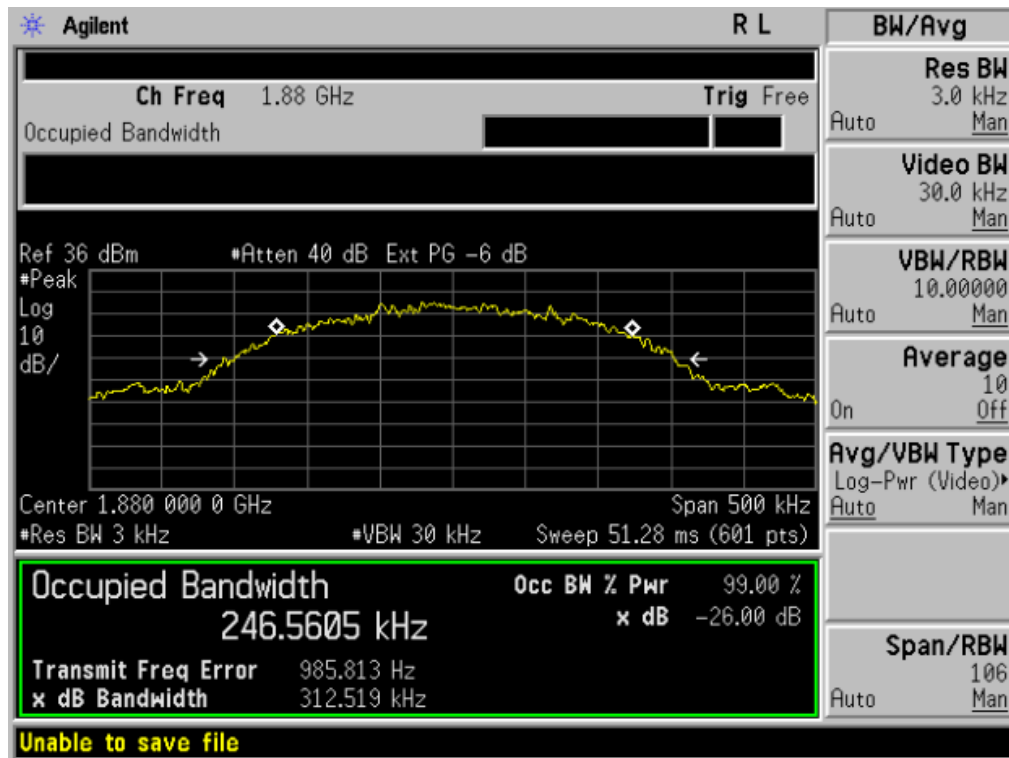 Agilent R L BW/Avg
Ch Freq 1.88 GHz Trig Free
Occupied Bandwidth
Res BW
3.0 kHz
Auto Man
Video BW
30.0 kHz
Auto Man
VBW/RBW
10.00000
Auto Man
Average
10
On Off
Avg/VBW Type
Log-Pwr (Video)▸
Auto Man
Span/RBW
106
Auto Man
Ref 36 dBm #Atten 40 dB Ext PG -6 dB
#Peak
Log
10
dB/
Center 1.880 000 0 GHz Span 500 kHz
#Res BW 3 kHz #VBW 30 kHz Sweep 51.28 ms (601 pts)
Occupied Bandwidth Occ BW % Pwr 99.00 %
246.5605 kHz x dB -26.00 dB
Transmit Freq Error 985.813 Hz
x dB Bandwidth 312.519 kHz
Unable to save file